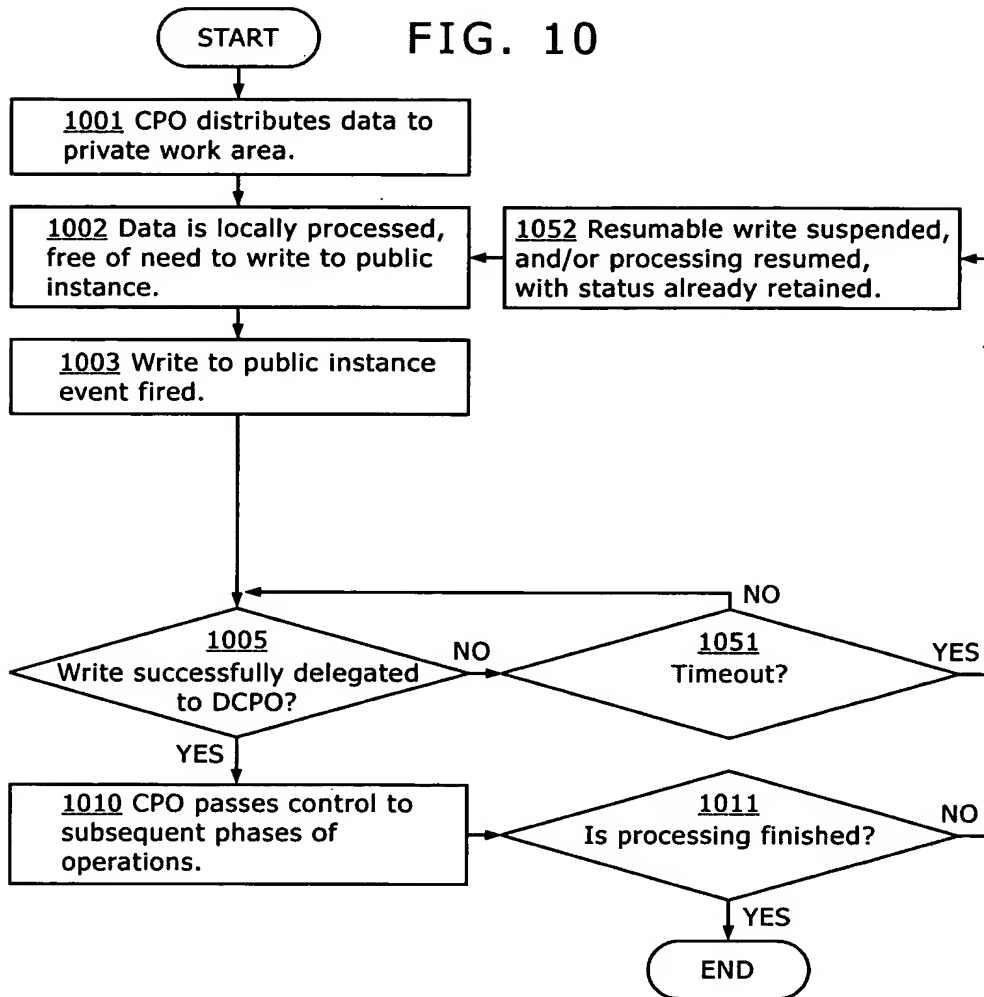 START
FIG. 10
1001 CPO distributes data to
private work area.
1002 Data is locally processed,
free of need to write to public
instance.
1052 Resumable write suspended,
and/or processing resumed,
with status already retained.
1003 Write to public instance
event fired.
NO
1005
Write successfully delegated
to DCPO?
NO
1051
Timeout?
YES
YES
1010 CPO passes control to
subsequent phases of
operations.
1011
Is processing finished?
NO
YES
END